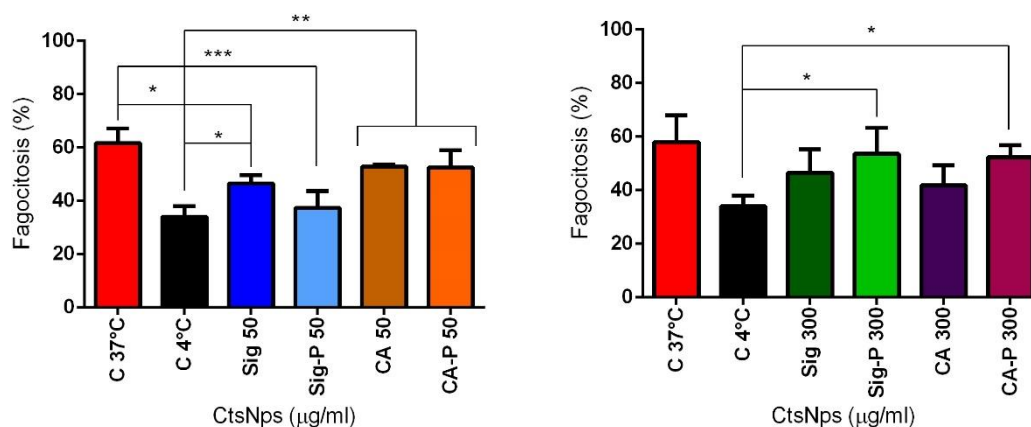 **
***
*
*
Fagocitosis (%)
100
80
60
40
20
0
C 37°C
C 4°C
Sig 50
Sig-P 50
CA 50
CA-P 50
CtsNps (µg/ml)
*
*
Fagocitosis (%)
100
80
60
40
20
0
C 37°C
C 4°C
Sig 300
Sig-P 300
CA 300
CA-P 300
CtsNps (µg/ml)